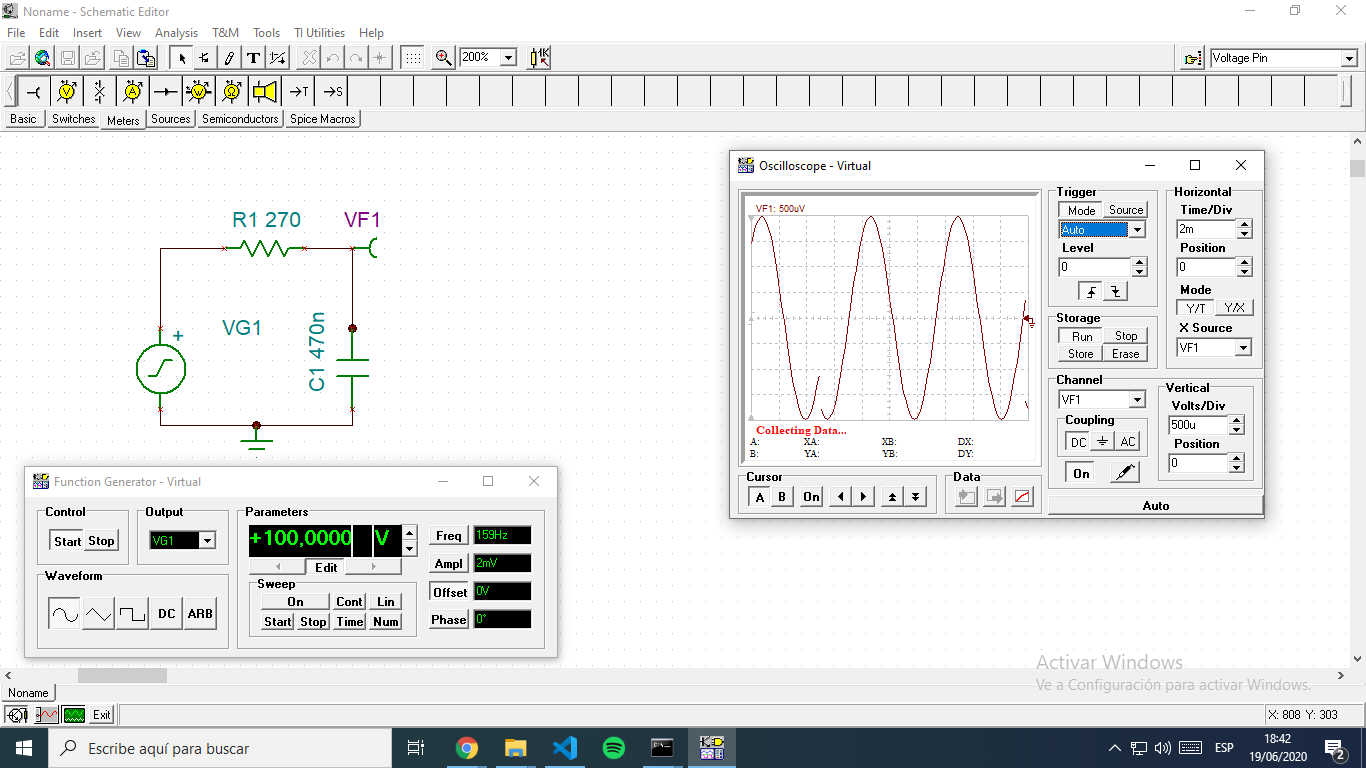 Noname - Schematic Editor
File Edit Insert View Analysis T&M Tools TI Utilities Help
T 200% 1K Voltage Pin
V A W Ω →T →S
Basic Switches Meters Sources Semiconductors Spice Macros
R1 270 VF1
VG1
+
C1 470n
Oscilloscope - Virtual
VF1: 500uV
Collecting Data...
A: XA: XB: DX:
B: YA: YB: DY:
Cursor
A B On
Data
Trigger
Mode Source
Auto
Level
0
Storage
Run Stop
Store Erase
Channel
VF1
Coupling
DC AC
On
Horizontal
Time/Div
2m
Position
0
Mode
Y/T Y/X
X Source
VF1
Vertical
Volts/Div
500u
Position
0
Auto
Function Generator - Virtual
Control
Start Stop
Output
VG1
Waveform
DC ARB
Parameters
+100,0000 V
Edit
Sweep
On Cont Lin
Start Stop Time Num
Freq 159Hz
Ampl 2mV
Offset 0V
Phase 0°
Activar Windows
Ve a Configuración para activar Windows.
Noname
Exit
X: 808 Y: 303
Escribe aquí para buscar
ESP
18:42
19/06/2020
2